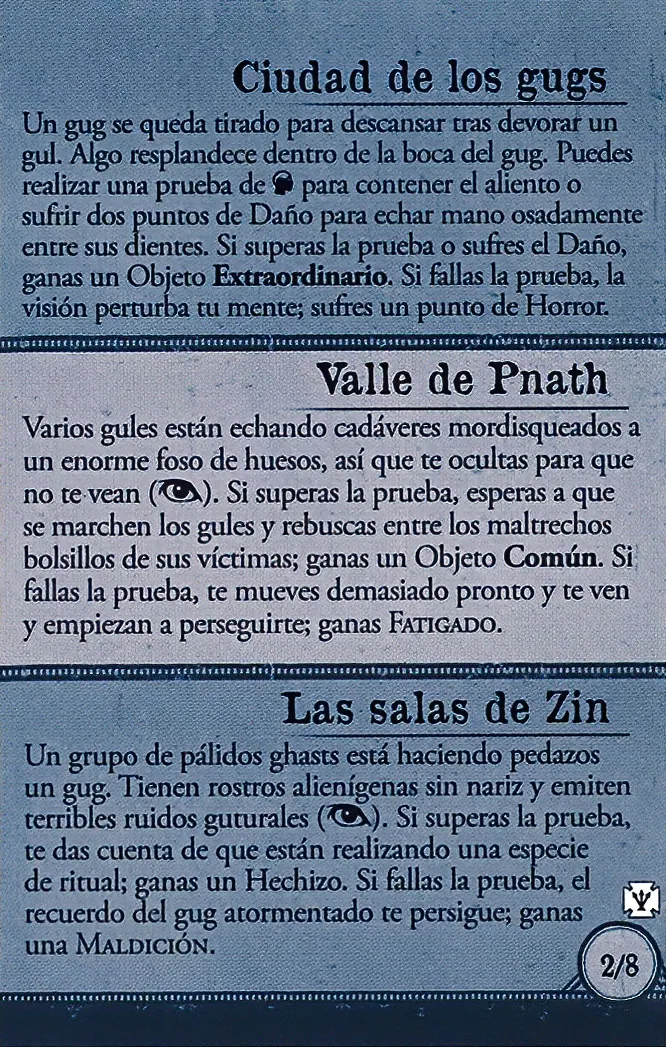 Ciudad de los gugs
Un gug se queda tirado para descansar tras devorar un
gul. Algo resplandece dentro de la boca del gug. Puedes
realizar una prueba de para contener el aliento o
sufrir dos puntos de Daño para echar mano osadamente
entre sus dientes. Si superas la prueba o sufres el Daño,
ganas un Objeto Extraordinario. Si fallas la prueba, la
visión perturba tu mente; sufres un punto de Horror.
Valle de Pnath
Varios gules están echando cadáveres mordisqueados a
un enorme foso de huesos, así que te ocultas para que
no te vean ( ). Si superas la prueba, esperas a que
se marchen los gules y rebuscas entre los maltrechos
bolsillos de sus víctimas; ganas un Objeto Común. Si
fallas la prueba, te mueves demasiado pronto y te ven
y empiezan a perseguirte; ganas FATIGADO.
Las salas de Zin
Un grupo de pálidos ghasts está haciendo pedazos
un gug. Tienen rostros alienígenas sin nariz y emiten
terribles ruidos guturales ( ). Si superas la prueba,
te das cuenta de que están realizando una especie
de ritual; ganas un Hechizo. Si fallas la prueba, el
recuerdo del gug atormentado te persigue; ganas
una MALDICIÓN.
2/8